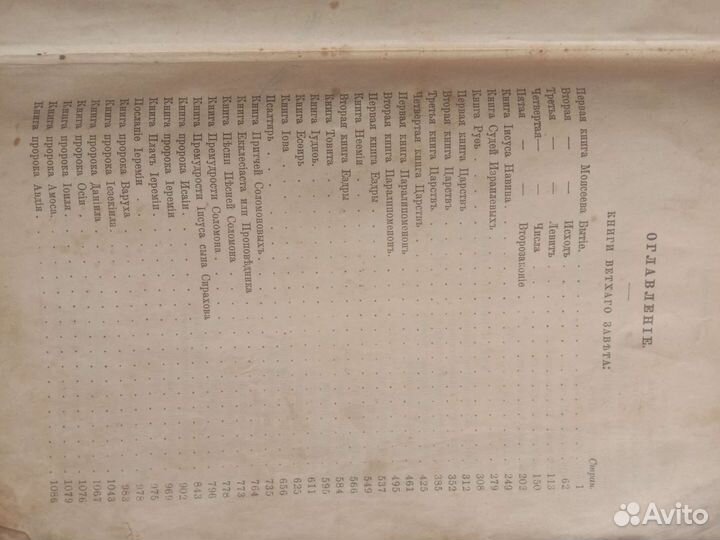 ОГЛАВЛЕНІЕ.
КНИГИ ВЕТХАГО ЗАВѢТА:
Стран.
Первая книга Моисеева Бытіе. 1
Вторая — — Исходъ 62
Третья — — Левитъ 113
Четвертая — — Числа 150
Пятая — — Второзаконіе 203
Книга Іисуса Навина 249
Книга Судей Израилевыхъ 279
Книга Руѳь 308
Первая книга Царствъ 312
Вторая книга Царствъ 352
Третья книга Царствъ 385
Четвертая книга Царствъ 425
Первая книга Паралипоменонъ 461
Вторая книга Паралипоменонъ 495
Первая книга Ездры 537
Книга Нееміи 549
Вторая книга Ездры 566
Книга Товита 584
Книга Іудиѳь 595
Книга Есѳирь 611
Книга Іова 625
Псалтирь 656
Книга Притчей Соломоновыхъ 735
Книга Екклесіаста или Проповѣдника 764
Книга Пѣсни Пѣсней Соломона 773
Книга Премудрости Соломона 778
Книга Премудрости Іисуса сына Сирахова 796
Книга пророка Исаіи 843
Книга пророка Іереміи 902
Книга Плачъ Іереміи 969
Посланіе Іереміи 975
Книга пророка Варуха 978
Книга пророка Іезекіиля 983
Книга пророка Даніила 1043
Книга пророка Осіи 1067
Книга пророка Іоиля 1076
Книга пророка Амоса 1079
Книга пророка Авдія 1086
Avito